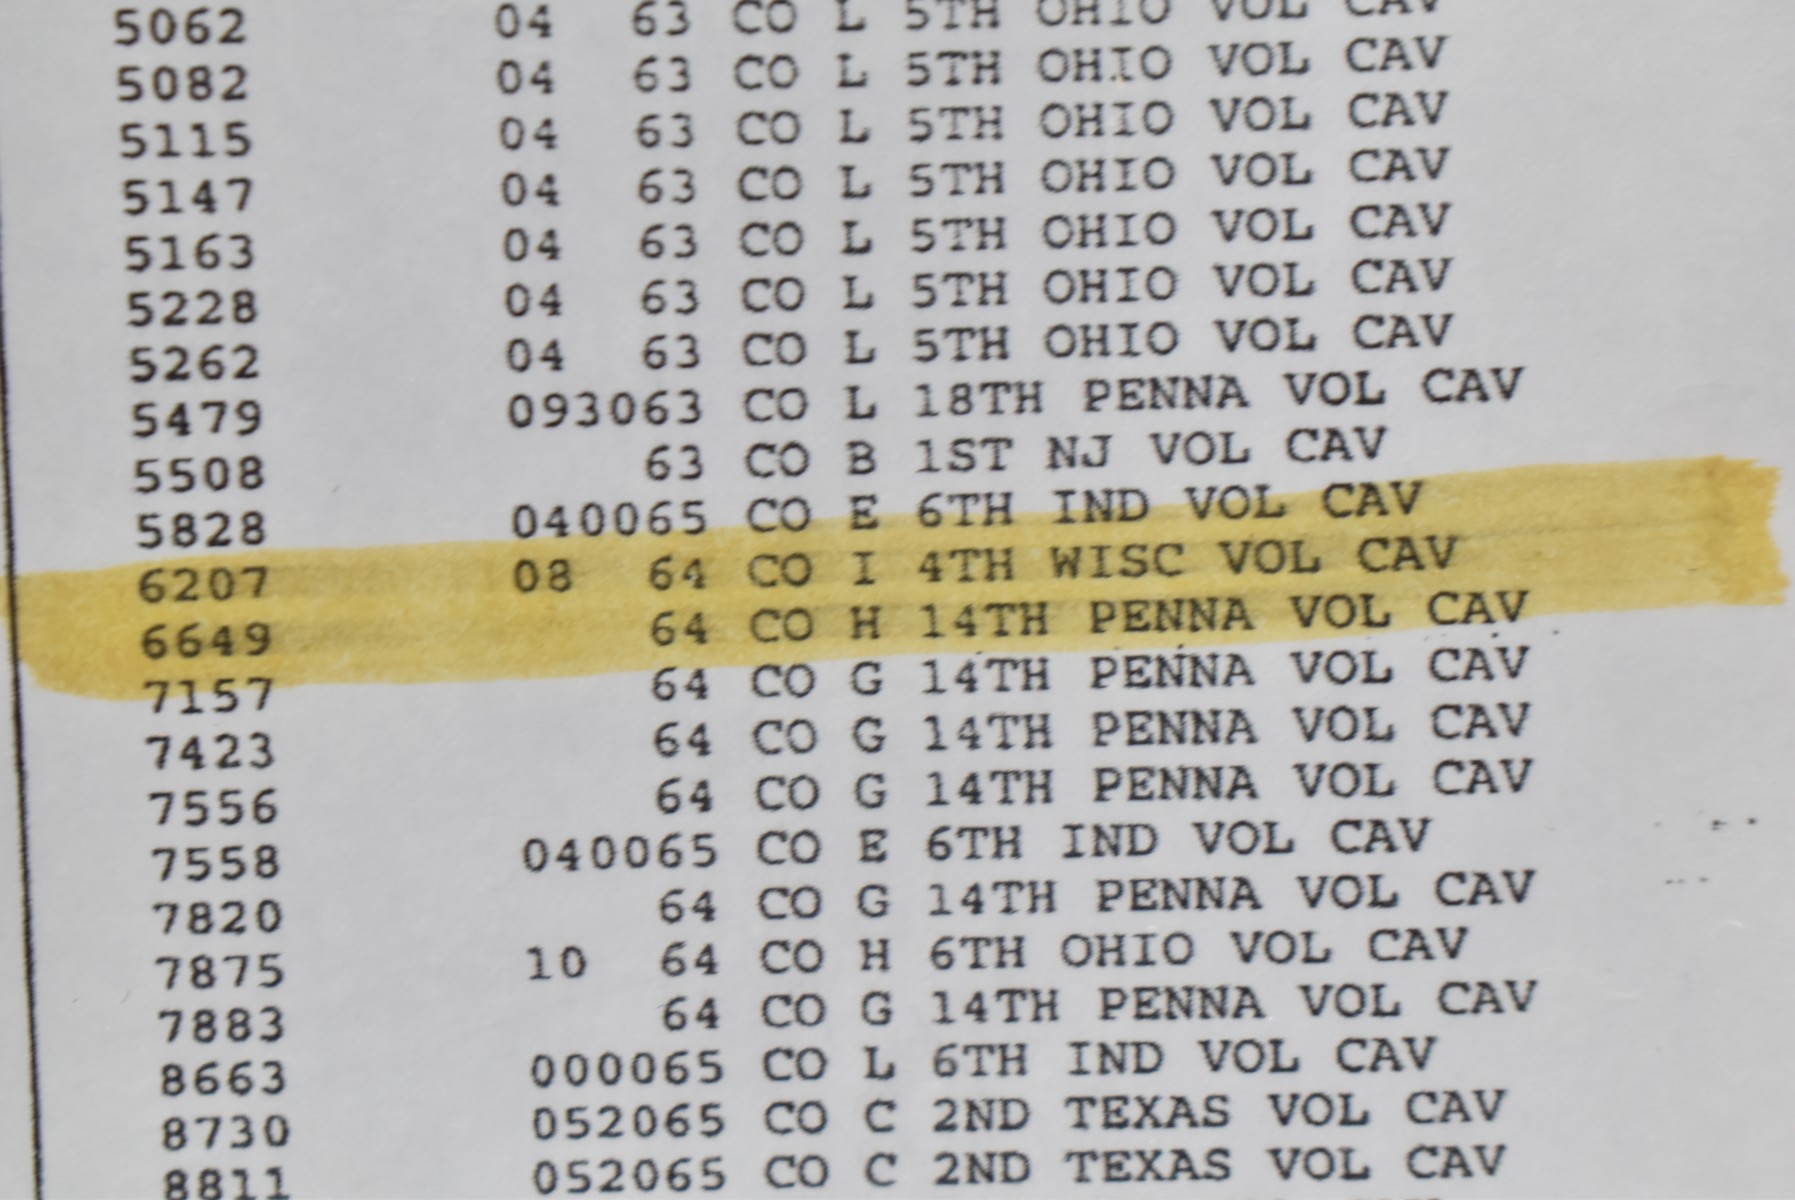 5062 04 63 CO L 5TH OHIO VOL CAV
5082 04 63 CO L 5TH OHIO VOL CAV
5115 04 63 CO L 5TH OHIO VOL CAV
5147 04 63 CO L 5TH OHIO VOL CAV
5163 04 63 CO L 5TH OHIO VOL CAV
5228 04 63 CO L 5TH OHIO VOL CAV
5262 04 63 CO L 5TH OHIO VOL CAV
5479 093063 CO L 18TH PENNA VOL CAV
5508 63 CO B 1ST NJ VOL CAV
5828 040065 CO E 6TH IND VOL CAV
6207 08 64 CO I 4TH WISC VOL CAV
6649 64 CO H 14TH PENNA VOL CAV
7157 64 CO G 14TH PENNA VOL CAV
7423 64 CO G 14TH PENNA VOL CAV
7556 64 CO G 14TH PENNA VOL CAV
7558 040065 CO E 6TH IND VOL CAV
7820 64 CO G 14TH PENNA VOL CAV
7875 10 64 CO H 6TH OHIO VOL CAV
7883 64 CO G 14TH PENNA VOL CAV
8663 000065 CO L 6TH IND VOL CAV
8730 052065 CO C 2ND TEXAS VOL CAV
8811 052065 CO C 2ND TEXAS VOL CAV